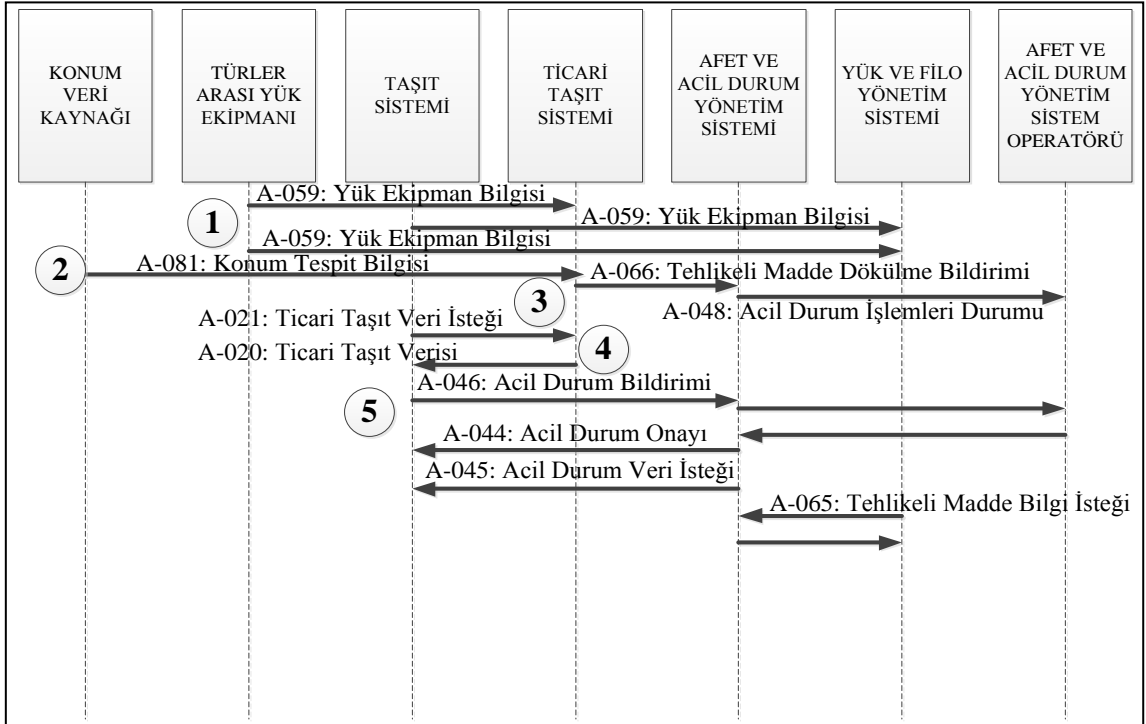 KONUM
VERİ
KAYNAĞI
TÜRLER
ARASI YÜK
EKİPMANI
TAŞIT
SİSTEMİ
TİCARİ
TAŞIT
SİSTEMİ
AFET VE
ACİL DURUM
YÖNETİM
SİSTEMİ
YÜK VE FİLO
YÖNETİM
SİSTEMİ
AFET VE
ACİL DURUM
YÖNETİM
SİSTEM
OPERATÖRÜ
A-059: Yük Ekipman Bilgisi
1
A-059: Yük Ekipman Bilgisi
A-059: Yük Ekipman Bilgisi
2
A-081: Konum Tespit Bilgisi
A-066: Tehlikeli Madde Dökülme Bildirimi
3
A-048: Acil Durum İşlemleri Durumu
A-021: Ticari Taşıt Veri İsteği
A-020: Ticari Taşıt Verisi
4
A-046: Acil Durum Bildirimi
5
A-044: Acil Durum Onayı
A-045: Acil Durum Veri İsteği
A-065: Tehlikeli Madde Bilgi İsteği